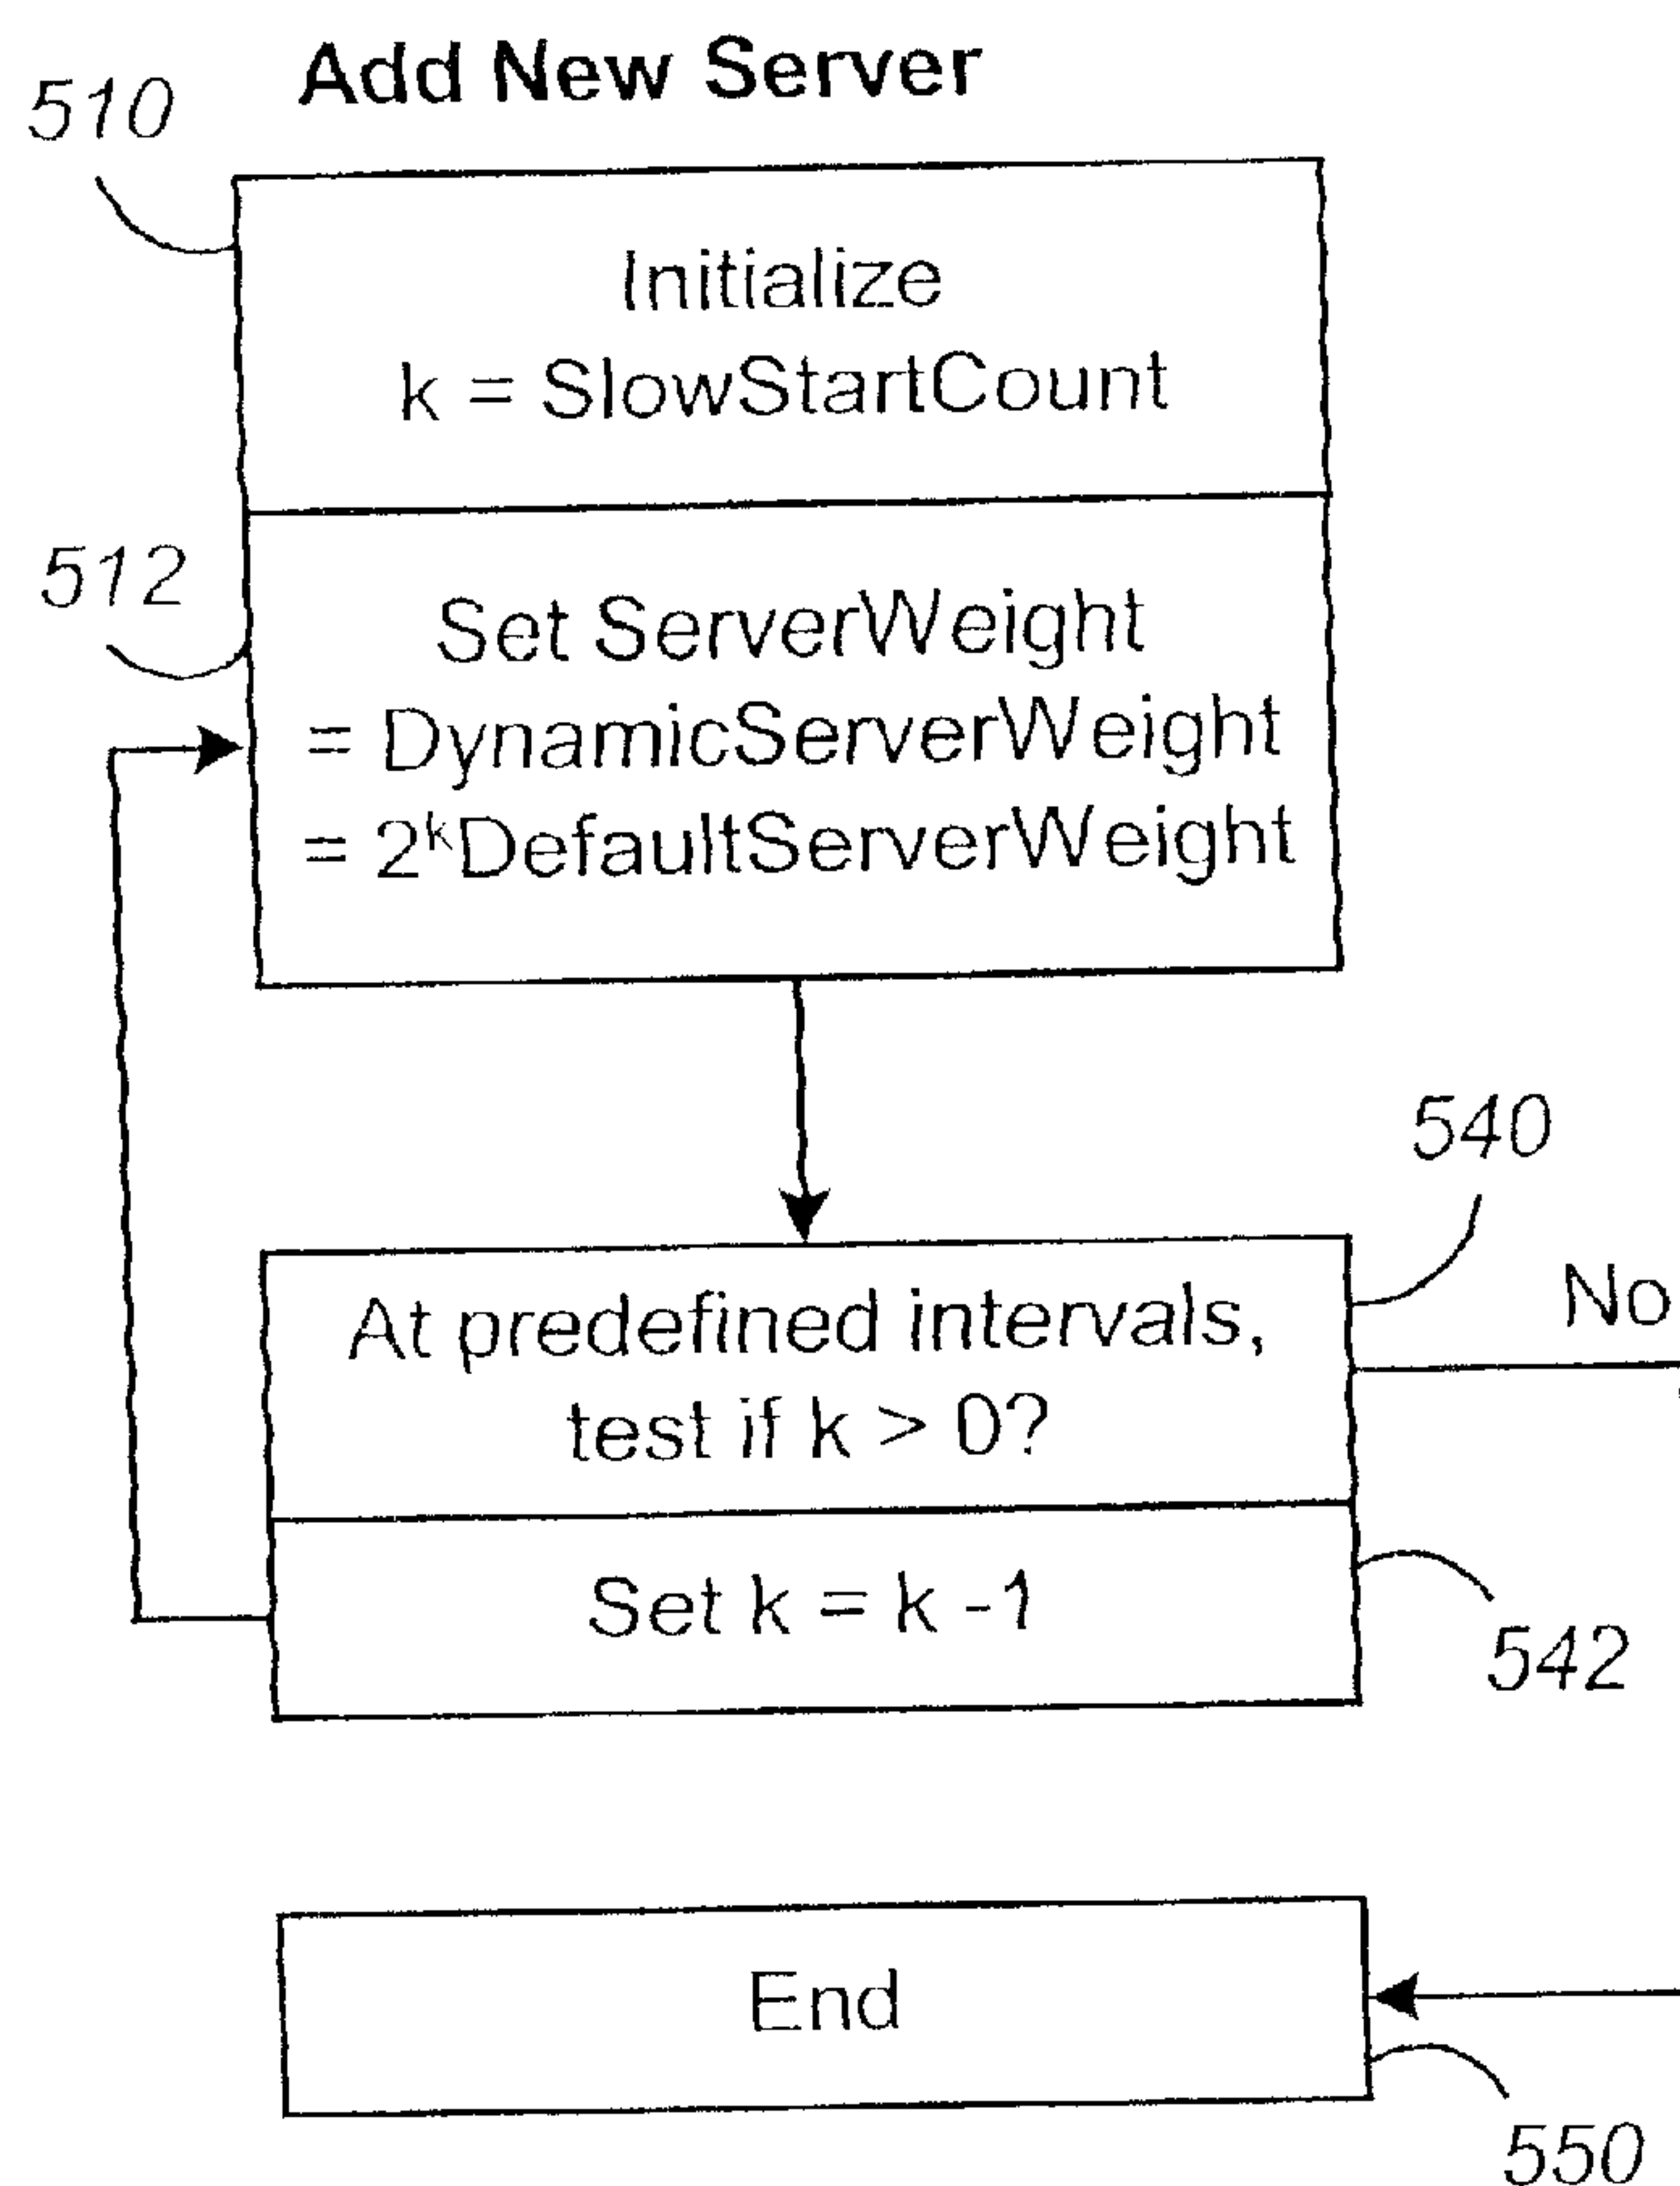 Add New Server
510
Initialize
k = SlowStartCount
512
Set ServerWeight
= DynamicServerWeight
= 2ᵏDefaultServerWeight
540
At predefined intervals,
test if k > 0?
No
Set k = k -1
542
End
550